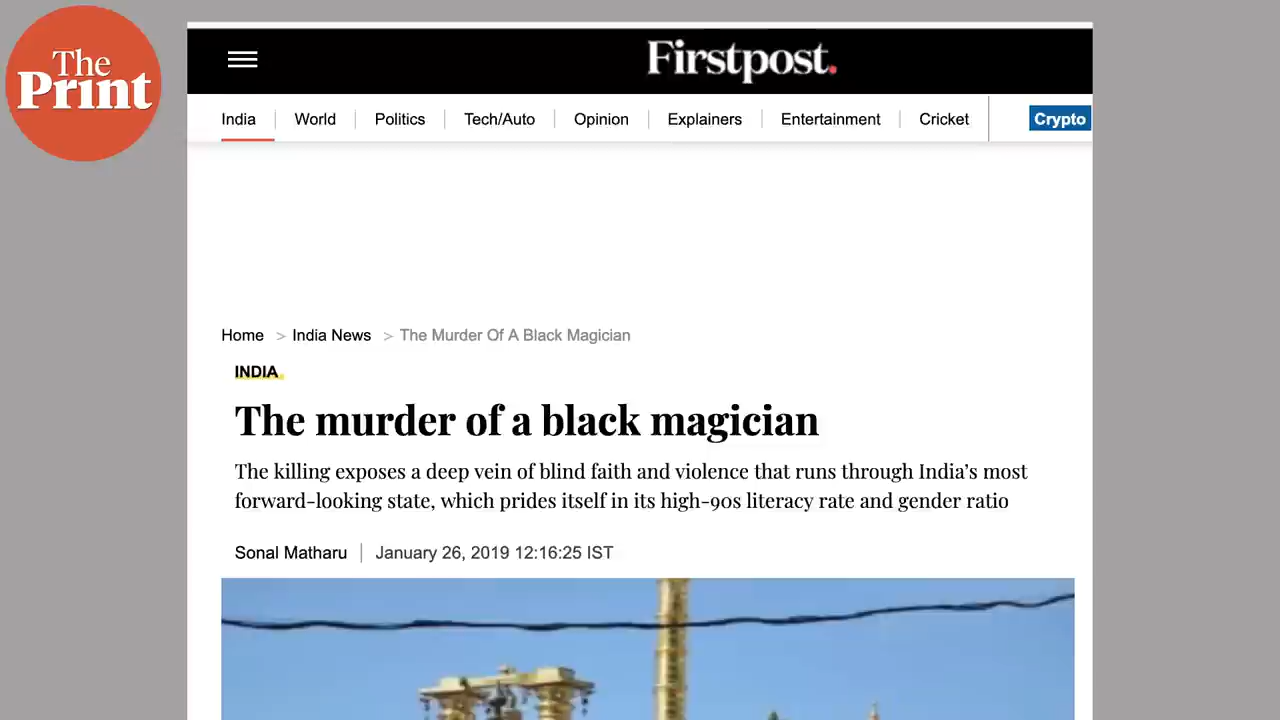 The
Print
Firstpost.
India World Politics Tech/Auto Opinion Explainers Entertainment Cricket Crypto
Home > India News > The Murder Of A Black Magician
INDIA
The murder of a black magician
The killing exposes a deep vein of blind faith and violence that runs through India's most
forward-looking state, which prides itself in its high-90s literacy rate and gender ratio
Sonal Matharu | January 26, 2019 12:16:25 IST